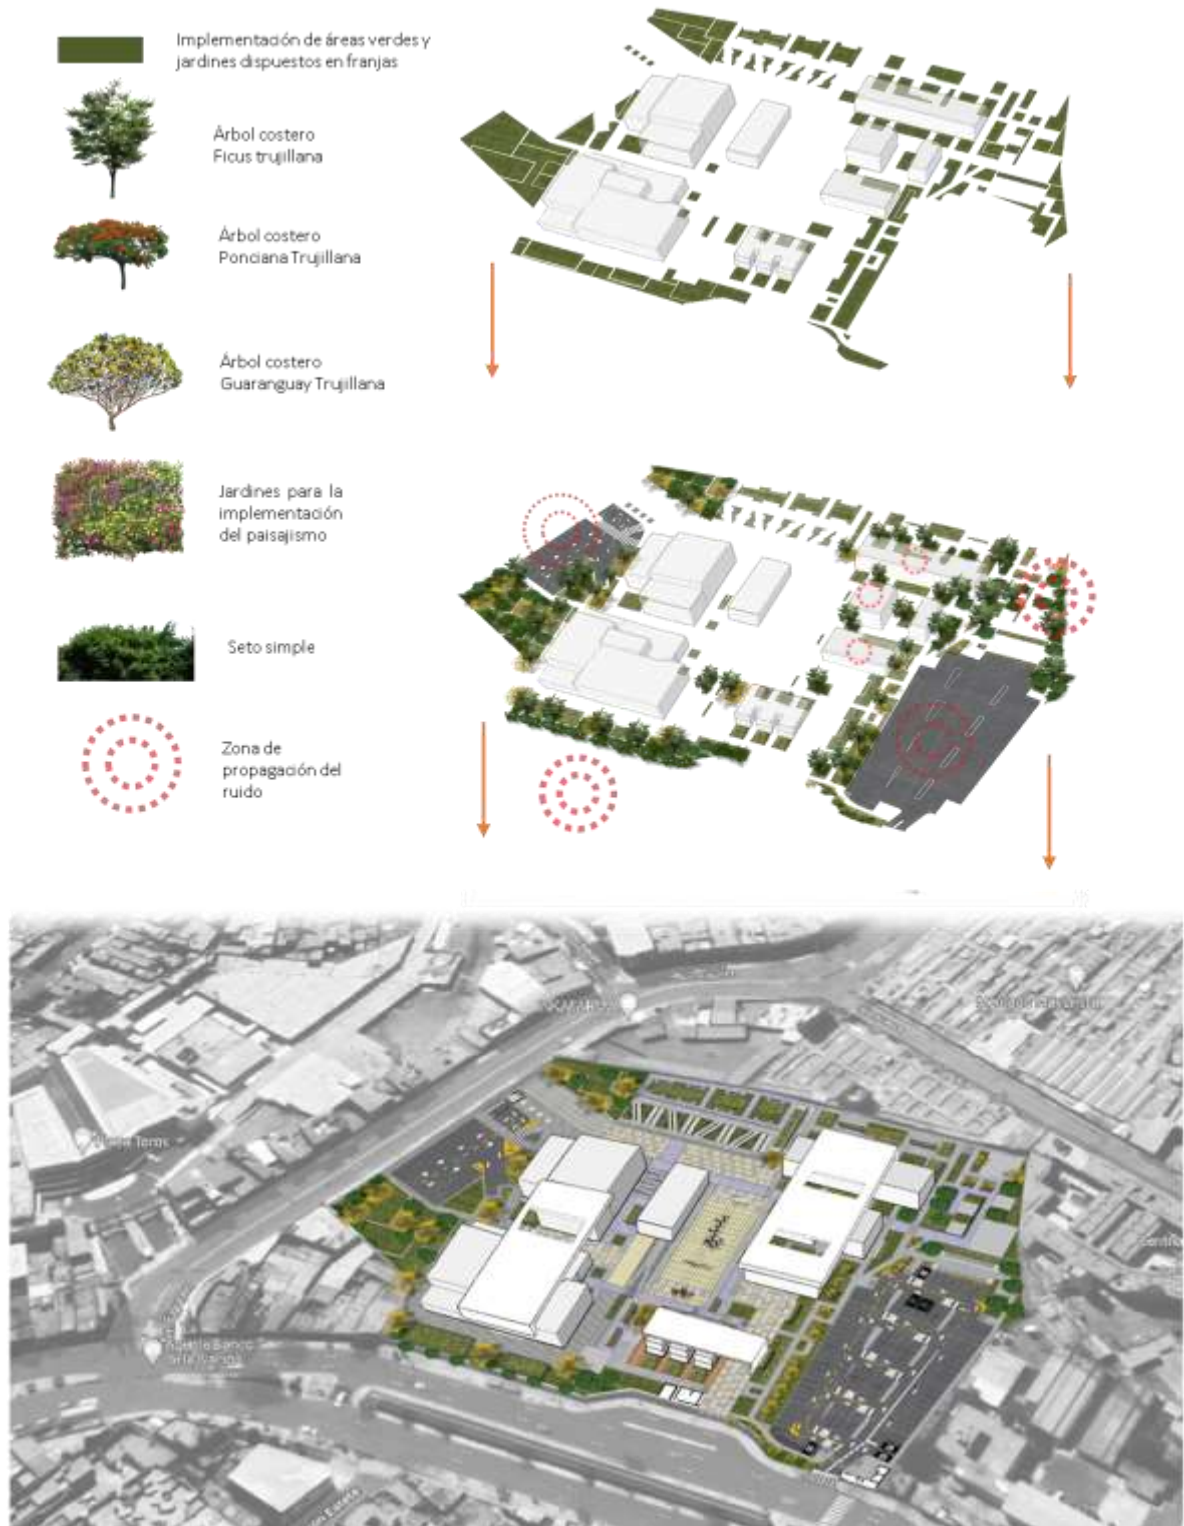 Implementación de áreas verdes y
jardines dispuestos en franjas
Árbol costero
Ficus trujillana
Árbol costero
Ponciana Trujillana
Árbol costero
Guaranguay Trujillana
Jardines para la
implementación
del paisajismo
Seto simple
Zona de
propagación del
ruido
Toros